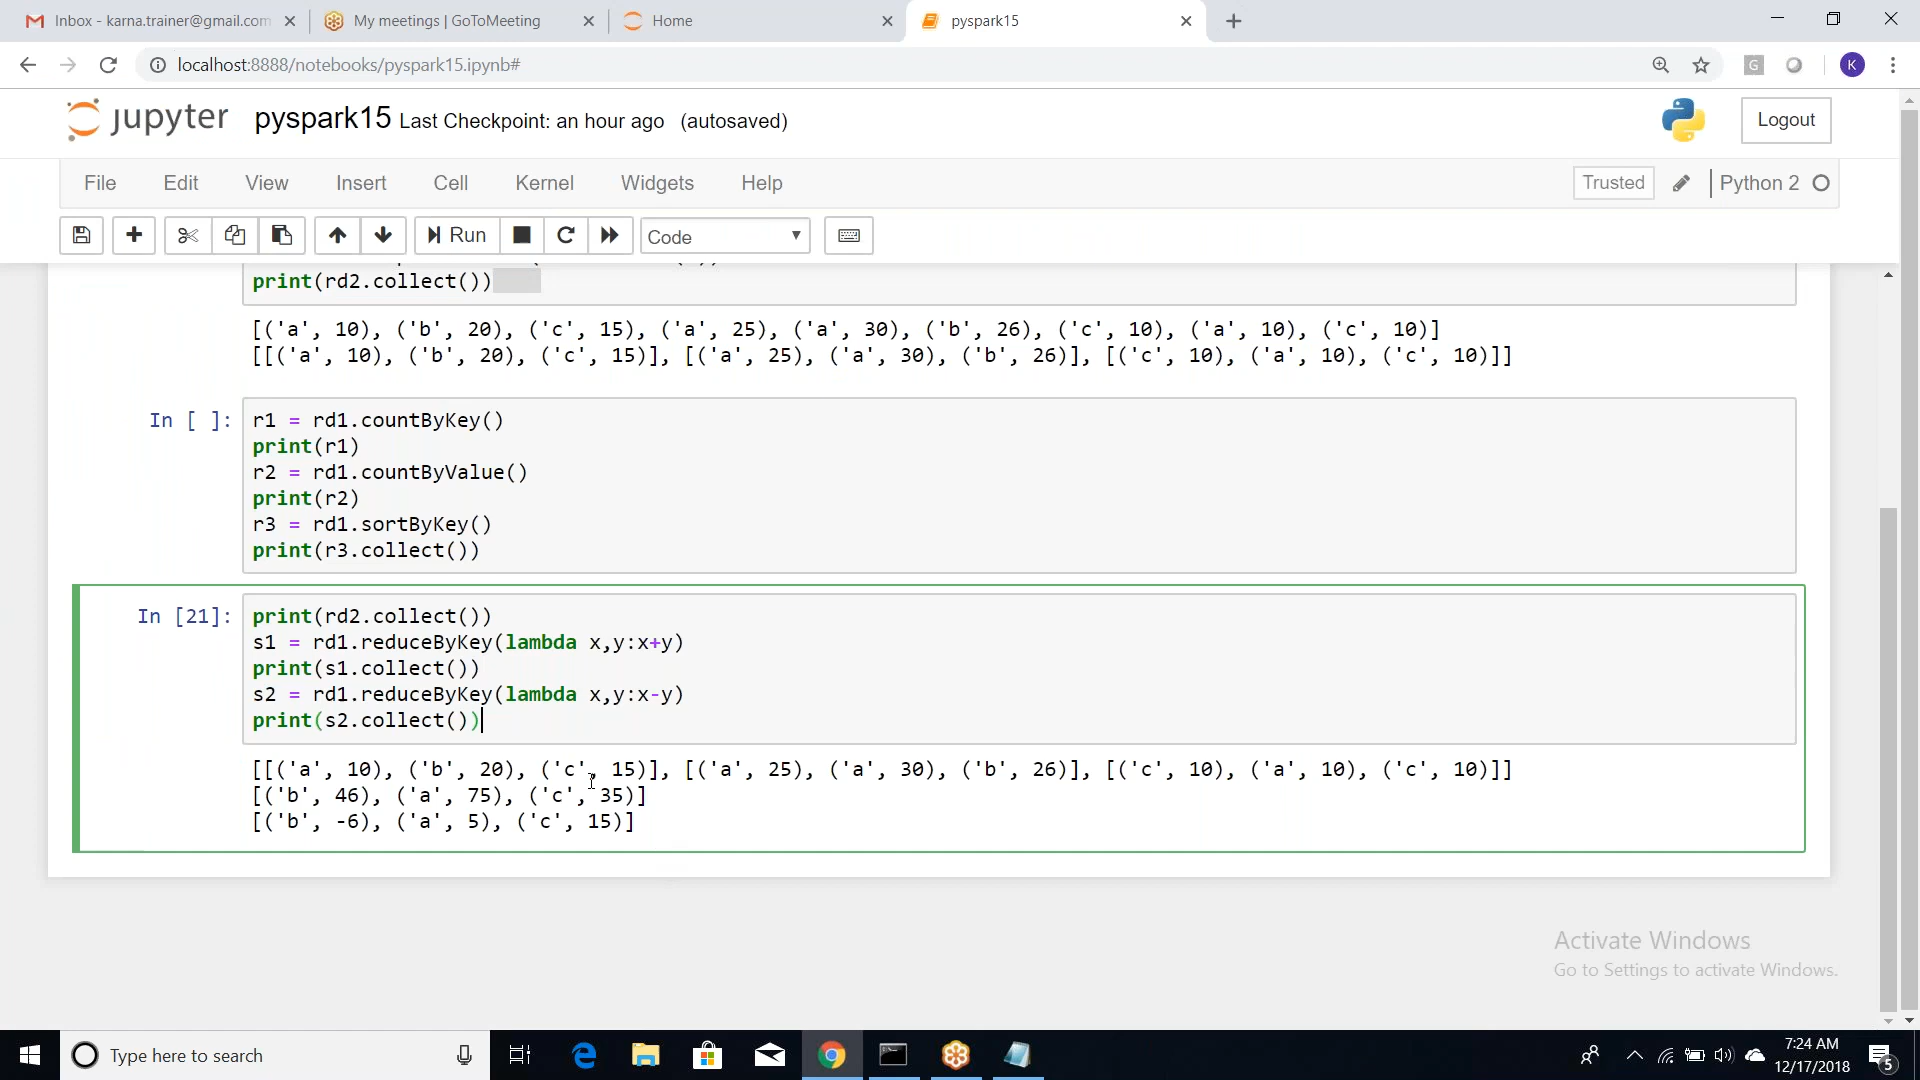 Inbox - karna.trainer@gmail.com
My meetings | GoToMeeting
Home
pyspark15
localhost:8888/notebooks/pyspark15.ipynb#
G
K
jupyter pyspark15 Last Checkpoint: an hour ago (autosaved)
Logout
File Edit View Insert Cell Kernel Widgets Help
Trusted
Python 2
Run
Code
print(rd2.collect())
[('a', 10), ('b', 20), ('c', 15), ('a', 25), ('a', 30), ('b', 26), ('c', 10), ('a', 10), ('c', 10)]
[[('a', 10), ('b', 20), ('c', 15)], [('a', 25), ('a', 30), ('b', 26)], [('c', 10), ('a', 10), ('c', 10)]]
In [ ]: r1 = rd1.countByKey()
print(r1)
r2 = rd1.countByValue()
print(r2)
r3 = rd1.sortByKey()
print(r3.collect())
In [21]: print(rd2.collect())
s1 = rd1.reduceByKey(lambda x,y:x+y)
print(s1.collect())
s2 = rd1.reduceByKey(lambda x,y:x-y)
print(s2.collect())
[[('a', 10), ('b', 20), ('c', 15)], [('a', 25), ('a', 30), ('b', 26)], [('c', 10), ('a', 10), ('c', 10)]]
[('b', 46), ('a', 75), ('c', 35)]
[('b', -6), ('a', 5), ('c', 15)]
Activate Windows
Go to Settings to activate Windows.
Type here to search
7:24 AM
12/17/2018
5